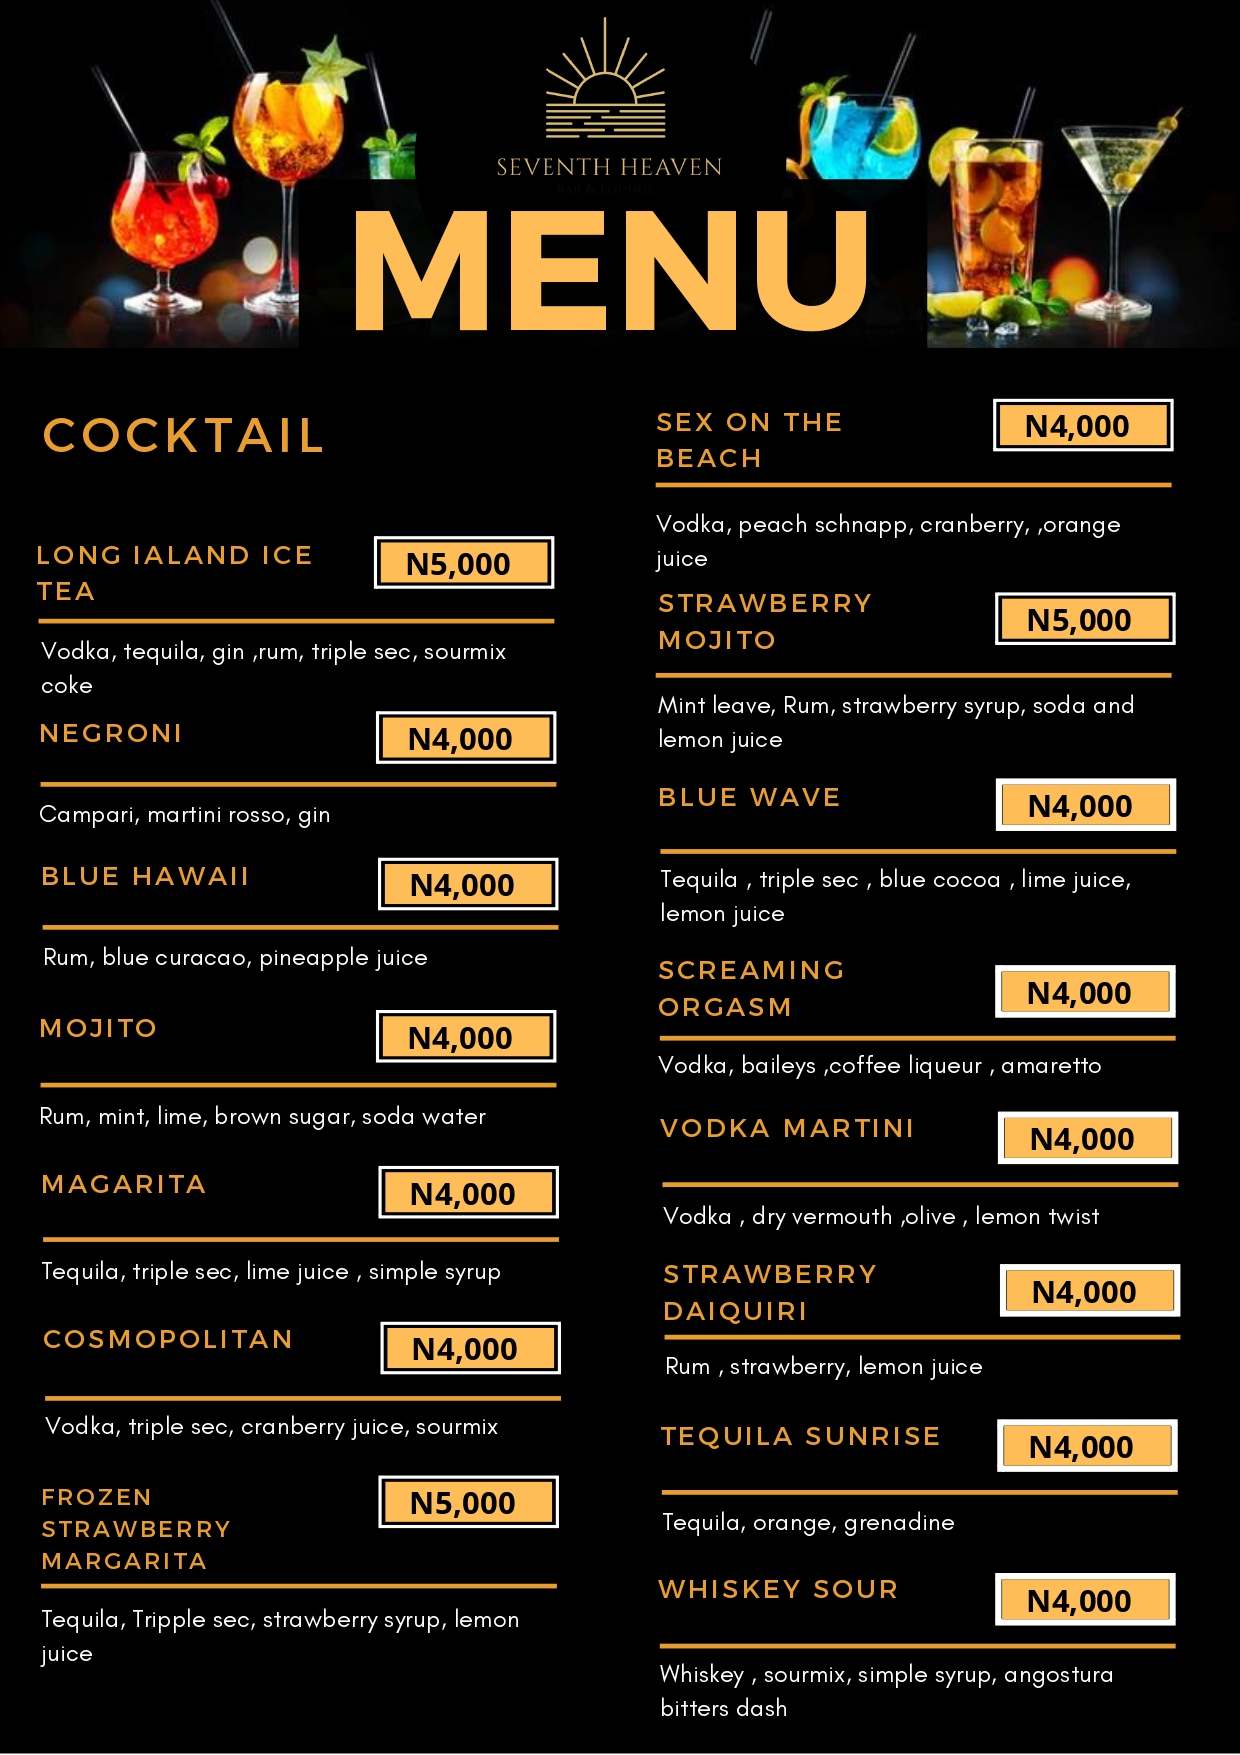 SEVENTH HEAVEN
BAR & LOUNGE
MENU
COCKTAIL
LONG IALAND ICE
TEA
N5,000
Vodka, tequila, gin ,rum, triple sec, sourmix
coke
NEGRONI
N4,000
Campari, martini rosso, gin
BLUE HAWAII
N4,000
Rum, blue curacao, pineapple juice
MOJITO
N4,000
Rum, mint, lime, brown sugar, soda water
MAGARITA
N4,000
Tequila, triple sec, lime juice , simple syrup
COSMOPOLITAN
N4,000
Vodka, triple sec, cranberry juice, sourmix
FROZEN
STRAWBERRY
MARGARITA
N5,000
Tequila, Tripple sec, strawberry syrup, lemon
juice
SEX ON THE
BEACH
N4,000
Vodka, peach schnapp, cranberry, ,orange
juice
STRAWBERRY
MOJITO
N5,000
Mint leave, Rum, strawberry syrup, soda and
lemon juice
BLUE WAVE
N4,000
Tequila , triple sec , blue cocoa , lime juice,
lemon juice
SCREAMING
ORGASM
N4,000
Vodka, baileys ,coffee liqueur , amaretto
VODKA MARTINI
N4,000
Vodka , dry vermouth ,olive , lemon twist
STRAWBERRY
DAIQUIRI
N4,000
Rum , strawberry, lemon juice
TEQUILA SUNRISE
N4,000
Tequila, orange, grenadine
WHISKEY SOUR
N4,000
Whiskey , sourmix, simple syrup, angostura
bitters dash